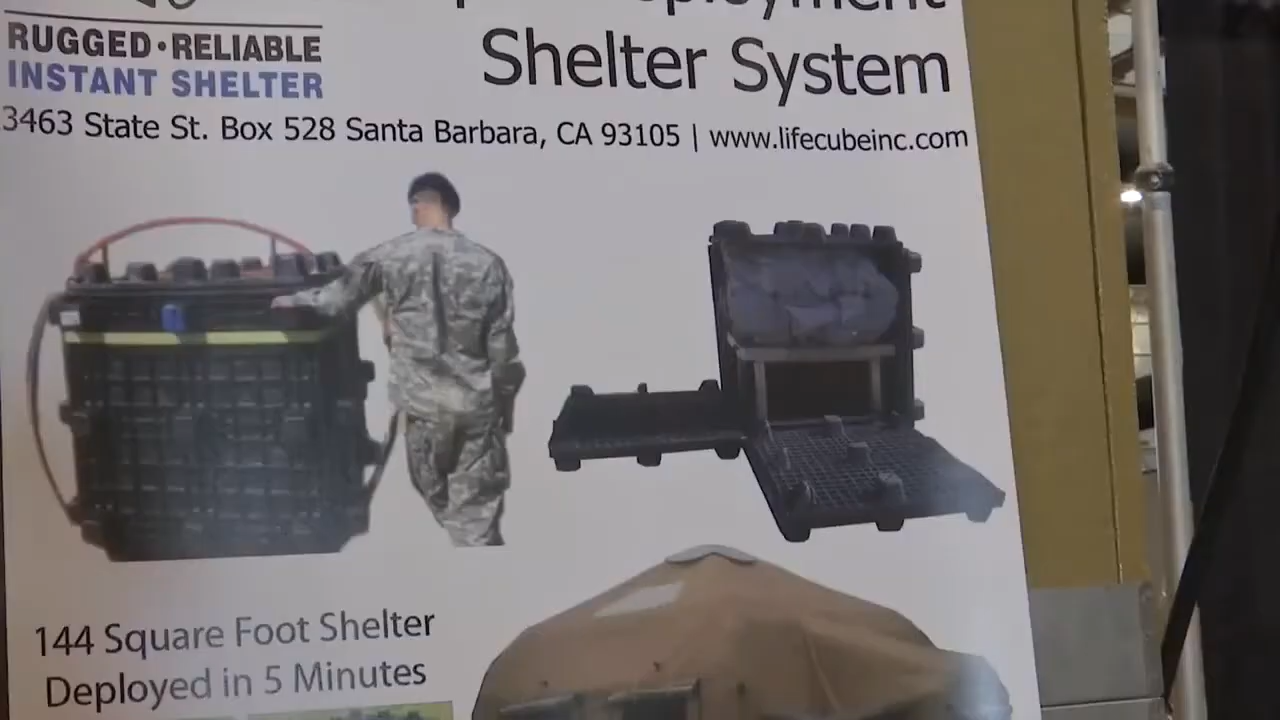 RUGGED•RELIABLE
INSTANT SHELTER
Shelter System
3463 State St. Box 528 Santa Barbara, CA 93105 | www.lifecubeinc.com
144 Square Foot Shelter
Deployed in 5 Minutes